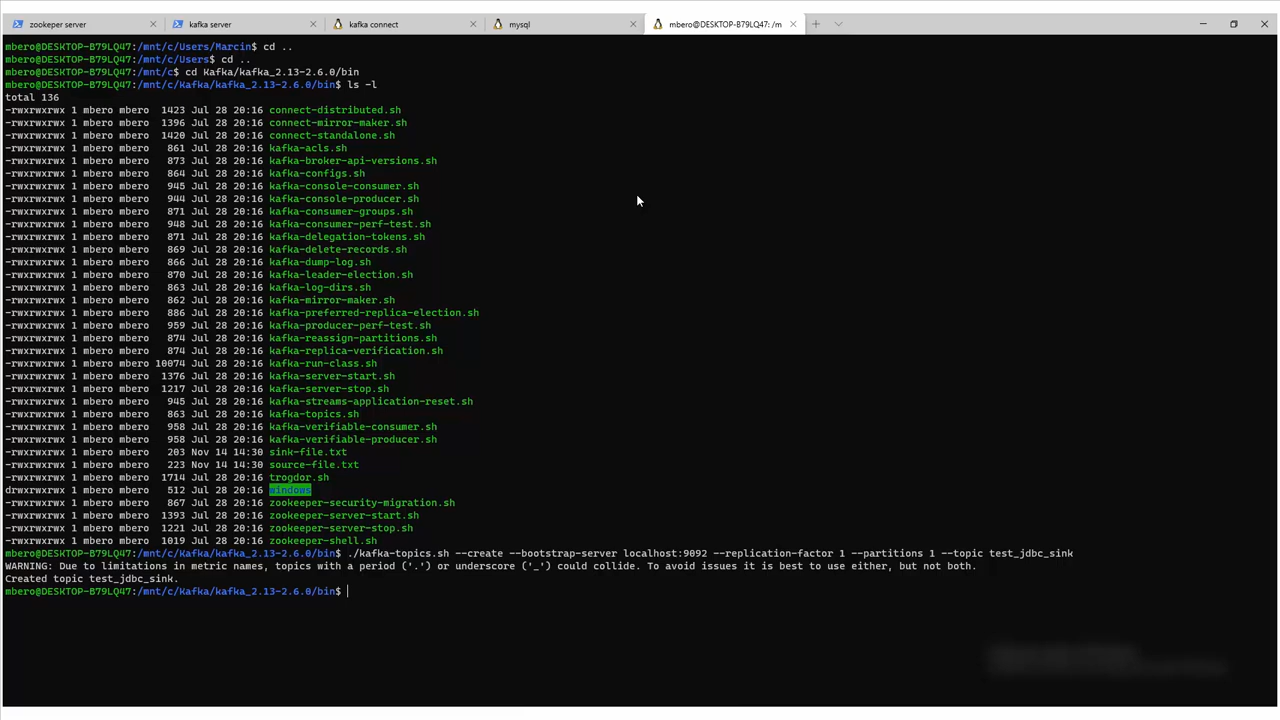 zookeper server
kafka server
kafka connect
mysql
mbero@DESKTOP-B79LQ47: /m
mbero@DESKTOP-B79LQ47:/mnt/c/Users/Marcin$ cd ..
mbero@DESKTOP-B79LQ47:/mnt/c/Users$ cd ..
mbero@DESKTOP-B79LQ47:/mnt/c$ cd Kafka/kafka_2.13-2.6.0/bin
mbero@DESKTOP-B79LQ47:/mnt/c/Kafka/kafka_2.13-2.6.0/bin$ ls -l
total 136
-rwxrwxrwx 1 mbero mbero  1423 Jul 28 20:16 connect-distributed.sh
-rwxrwxrwx 1 mbero mbero  1396 Jul 28 20:16 connect-mirror-maker.sh
-rwxrwxrwx 1 mbero mbero  1420 Jul 28 20:16 connect-standalone.sh
-rwxrwxrwx 1 mbero mbero   861 Jul 28 20:16 kafka-acls.sh
-rwxrwxrwx 1 mbero mbero   873 Jul 28 20:16 kafka-broker-api-versions.sh
-rwxrwxrwx 1 mbero mbero   864 Jul 28 20:16 kafka-configs.sh
-rwxrwxrwx 1 mbero mbero   945 Jul 28 20:16 kafka-console-consumer.sh
-rwxrwxrwx 1 mbero mbero   944 Jul 28 20:16 kafka-console-producer.sh
-rwxrwxrwx 1 mbero mbero   871 Jul 28 20:16 kafka-consumer-groups.sh
-rwxrwxrwx 1 mbero mbero   948 Jul 28 20:16 kafka-consumer-perf-test.sh
-rwxrwxrwx 1 mbero mbero   871 Jul 28 20:16 kafka-delegation-tokens.sh
-rwxrwxrwx 1 mbero mbero   869 Jul 28 20:16 kafka-delete-records.sh
-rwxrwxrwx 1 mbero mbero   866 Jul 28 20:16 kafka-dump-log.sh
-rwxrwxrwx 1 mbero mbero   870 Jul 28 20:16 kafka-leader-election.sh
-rwxrwxrwx 1 mbero mbero   863 Jul 28 20:16 kafka-log-dirs.sh
-rwxrwxrwx 1 mbero mbero   862 Jul 28 20:16 kafka-mirror-maker.sh
-rwxrwxrwx 1 mbero mbero   886 Jul 28 20:16 kafka-preferred-replica-election.sh
-rwxrwxrwx 1 mbero mbero   959 Jul 28 20:16 kafka-producer-perf-test.sh
-rwxrwxrwx 1 mbero mbero   874 Jul 28 20:16 kafka-reassign-partitions.sh
-rwxrwxrwx 1 mbero mbero   874 Jul 28 20:16 kafka-replica-verification.sh
-rwxrwxrwx 1 mbero mbero 10074 Jul 28 20:16 kafka-run-class.sh
-rwxrwxrwx 1 mbero mbero  1376 Jul 28 20:16 kafka-server-start.sh
-rwxrwxrwx 1 mbero mbero  1217 Jul 28 20:16 kafka-server-stop.sh
-rwxrwxrwx 1 mbero mbero   945 Jul 28 20:16 kafka-streams-application-reset.sh
-rwxrwxrwx 1 mbero mbero   863 Jul 28 20:16 kafka-topics.sh
-rwxrwxrwx 1 mbero mbero   958 Jul 28 20:16 kafka-verifiable-consumer.sh
-rwxrwxrwx 1 mbero mbero   958 Jul 28 20:16 kafka-verifiable-producer.sh
-rwxrwxrwx 1 mbero mbero   203 Nov 14 14:30 sink-file.txt
-rwxrwxrwx 1 mbero mbero   223 Nov 14 14:30 source-file.txt
-rwxrwxrwx 1 mbero mbero  1714 Jul 28 20:16 trogdor.sh
drwxrwxrwx 1 mbero mbero   512 Jul 28 20:16 windows
-rwxrwxrwx 1 mbero mbero   867 Jul 28 20:16 zookeeper-security-migration.sh
-rwxrwxrwx 1 mbero mbero  1393 Jul 28 20:16 zookeeper-server-start.sh
-rwxrwxrwx 1 mbero mbero  1221 Jul 28 20:16 zookeeper-server-stop.sh
-rwxrwxrwx 1 mbero mbero  1019 Jul 28 20:16 zookeeper-shell.sh
mbero@DESKTOP-B79LQ47:/mnt/c/Kafka/kafka_2.13-2.6.0/bin$ ./kafka-topics.sh --create --bootstrap-server localhost:9092 --replication-factor 1 --partitions 1 --topic test_jdbc_sink
WARNING: Due to limitations in metric names, topics with a period ('.') or underscore ('_') could collide. To avoid issues it is best to use either, but not both.
Created topic test_jdbc_sink.
mbero@DESKTOP-B79LQ47:/mnt/c/Kafka/kafka_2.13-2.6.0/bin$